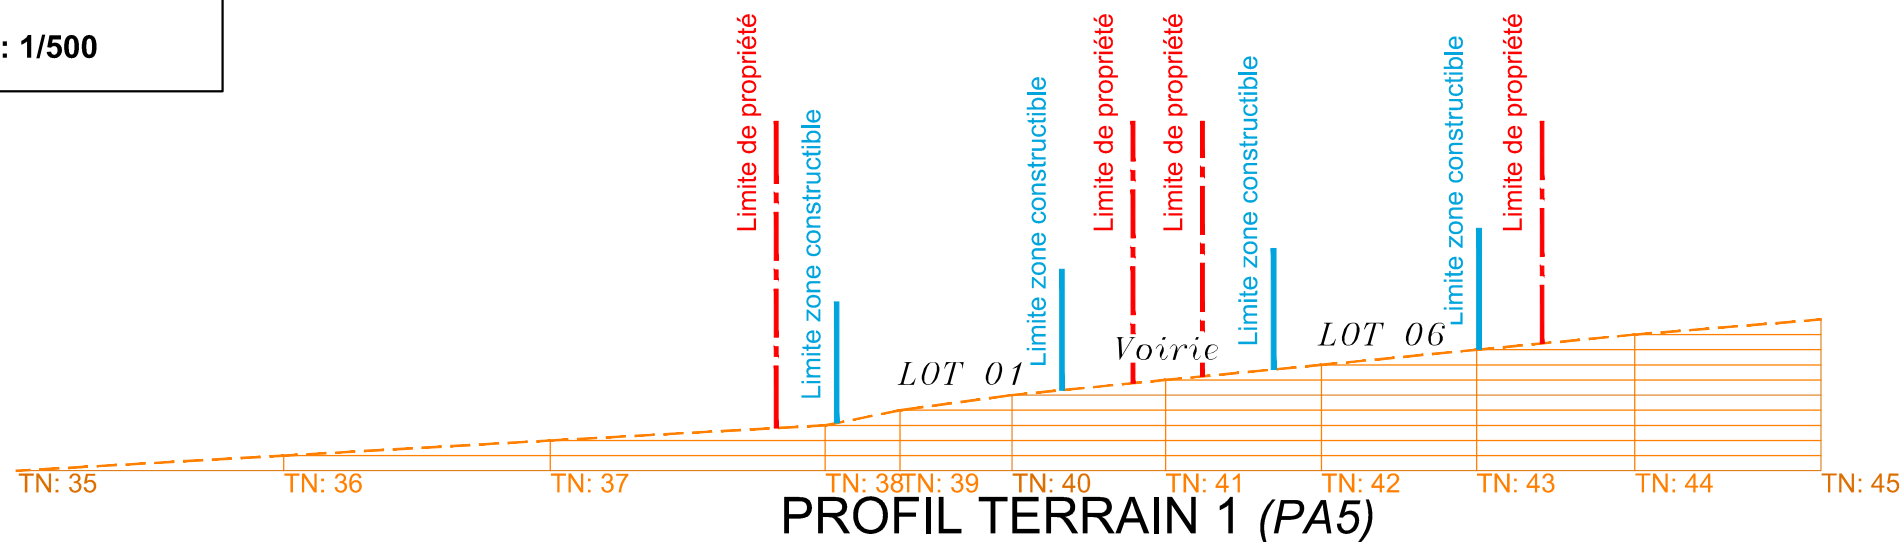 : 1/500
Limite de propriété
Limite zone constructible
Limite zone constructible
Limite de propriété
Limite de propriété
Limite zone constructible
Limite zone constructible
Limite de propriété
LOT 01
Voirie
LOT 06
TN: 35
TN: 36
TN: 37
TN: 38
TN: 39
TN: 40
TN: 41
TN: 42
TN: 43
TN: 44
TN: 45
PROFIL TERRAIN 1 (PA5)